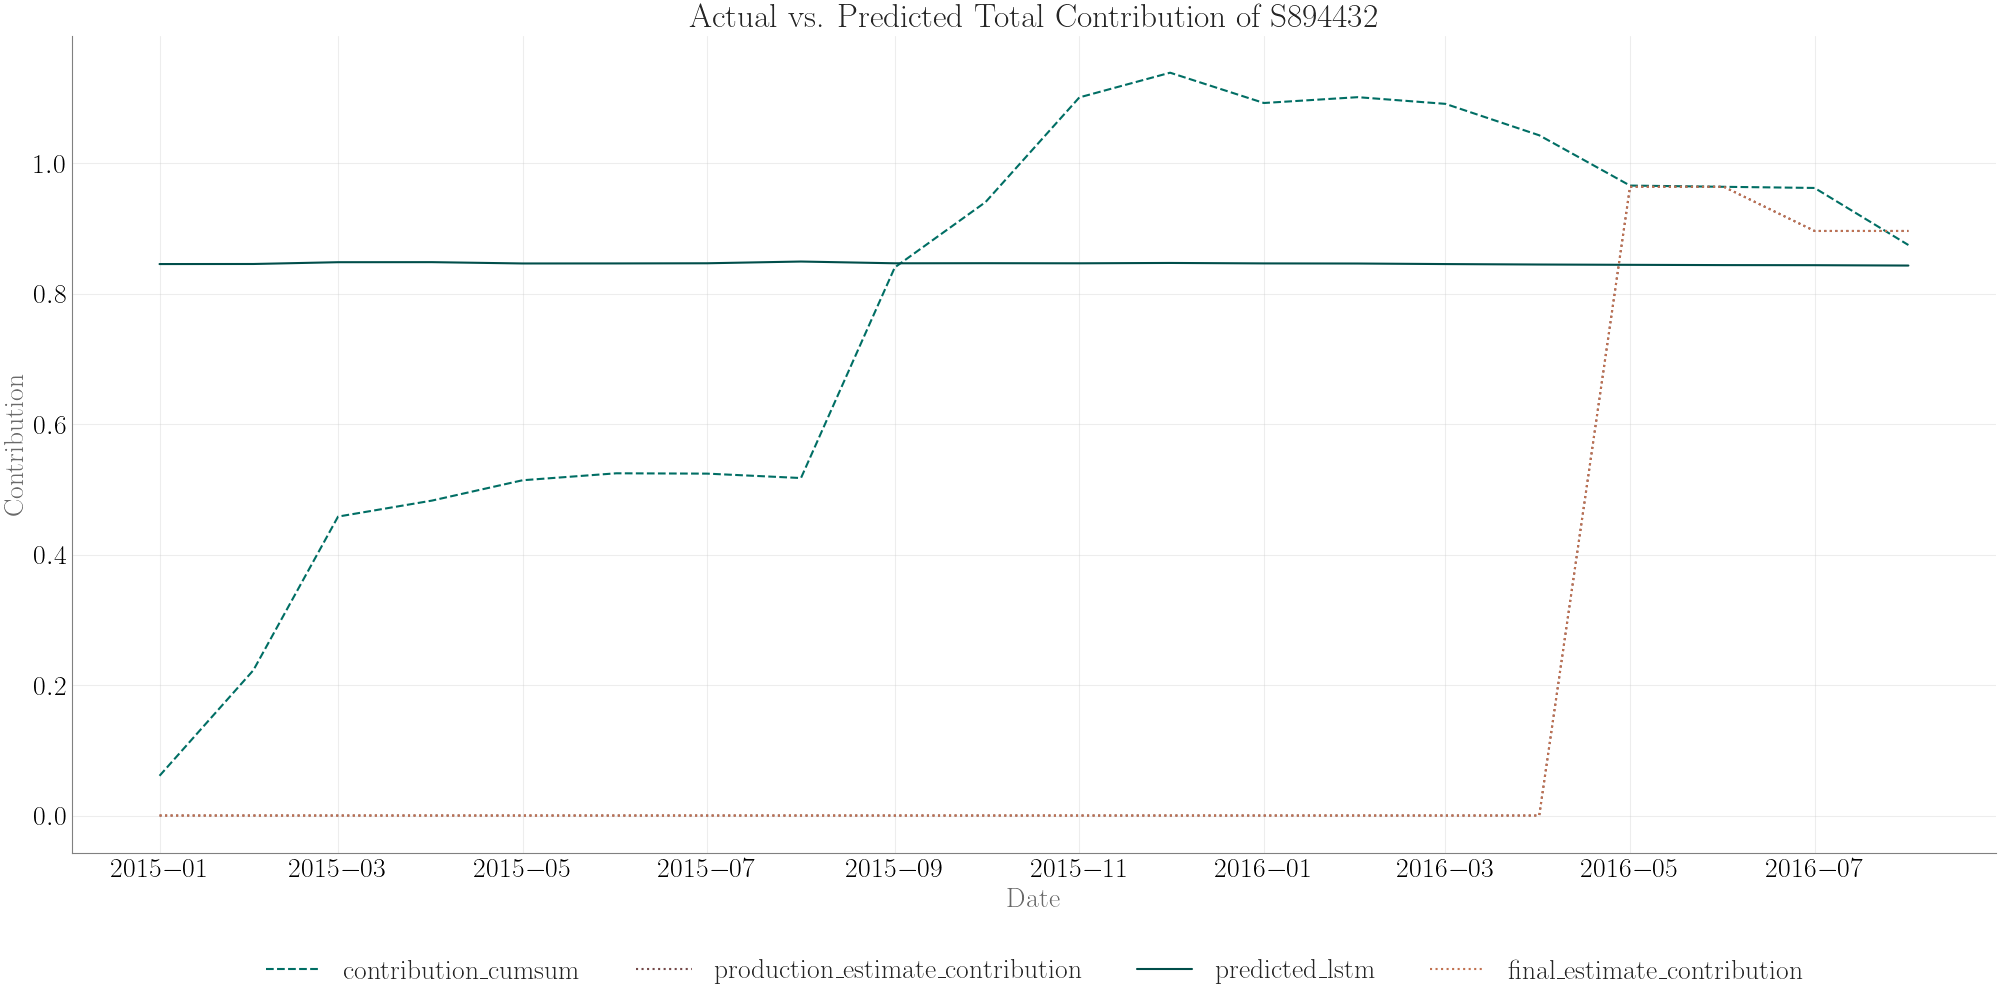 Actual vs. Predicted Total Contribution of S894432
Contribution
1.0
0.8
0.6
0.4
0.2
0.0
2015−01 2015−03 2015−05 2015−07 2015−09 2015−11 2016−01 2016−03 2016−05 2016−07
Date
contribution_cumsum production_estimate_contribution predicted_lstm final_estimate_contribution